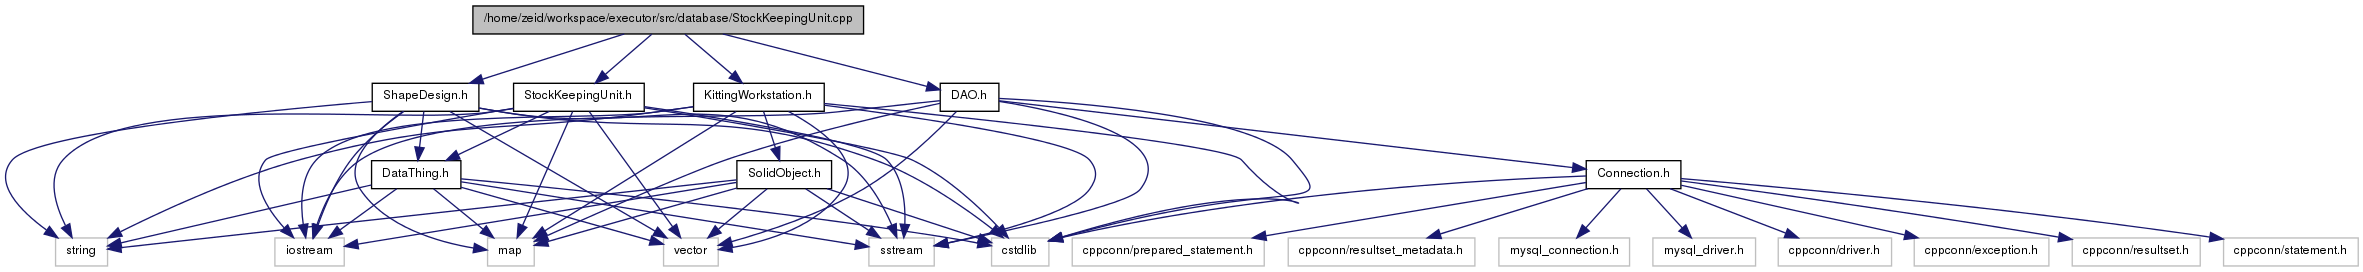 /home/zeid/workspace/executor/src/database/StockKeepingUnit.cpp
ShapeDesign.h
StockKeepingUnit.h
KittingWorkstation.h
DAO.h
DataThing.h
SolidObject.h
Connection.h
string
iostream
map
vector
sstream
cstdlib
cppconn/prepared_statement.h
cppconn/resultset_metadata.h
mysql_connection.h
mysql_driver.h
cppconn/driver.h
cppconn/exception.h
cppconn/resultset.h
cppconn/statement.h